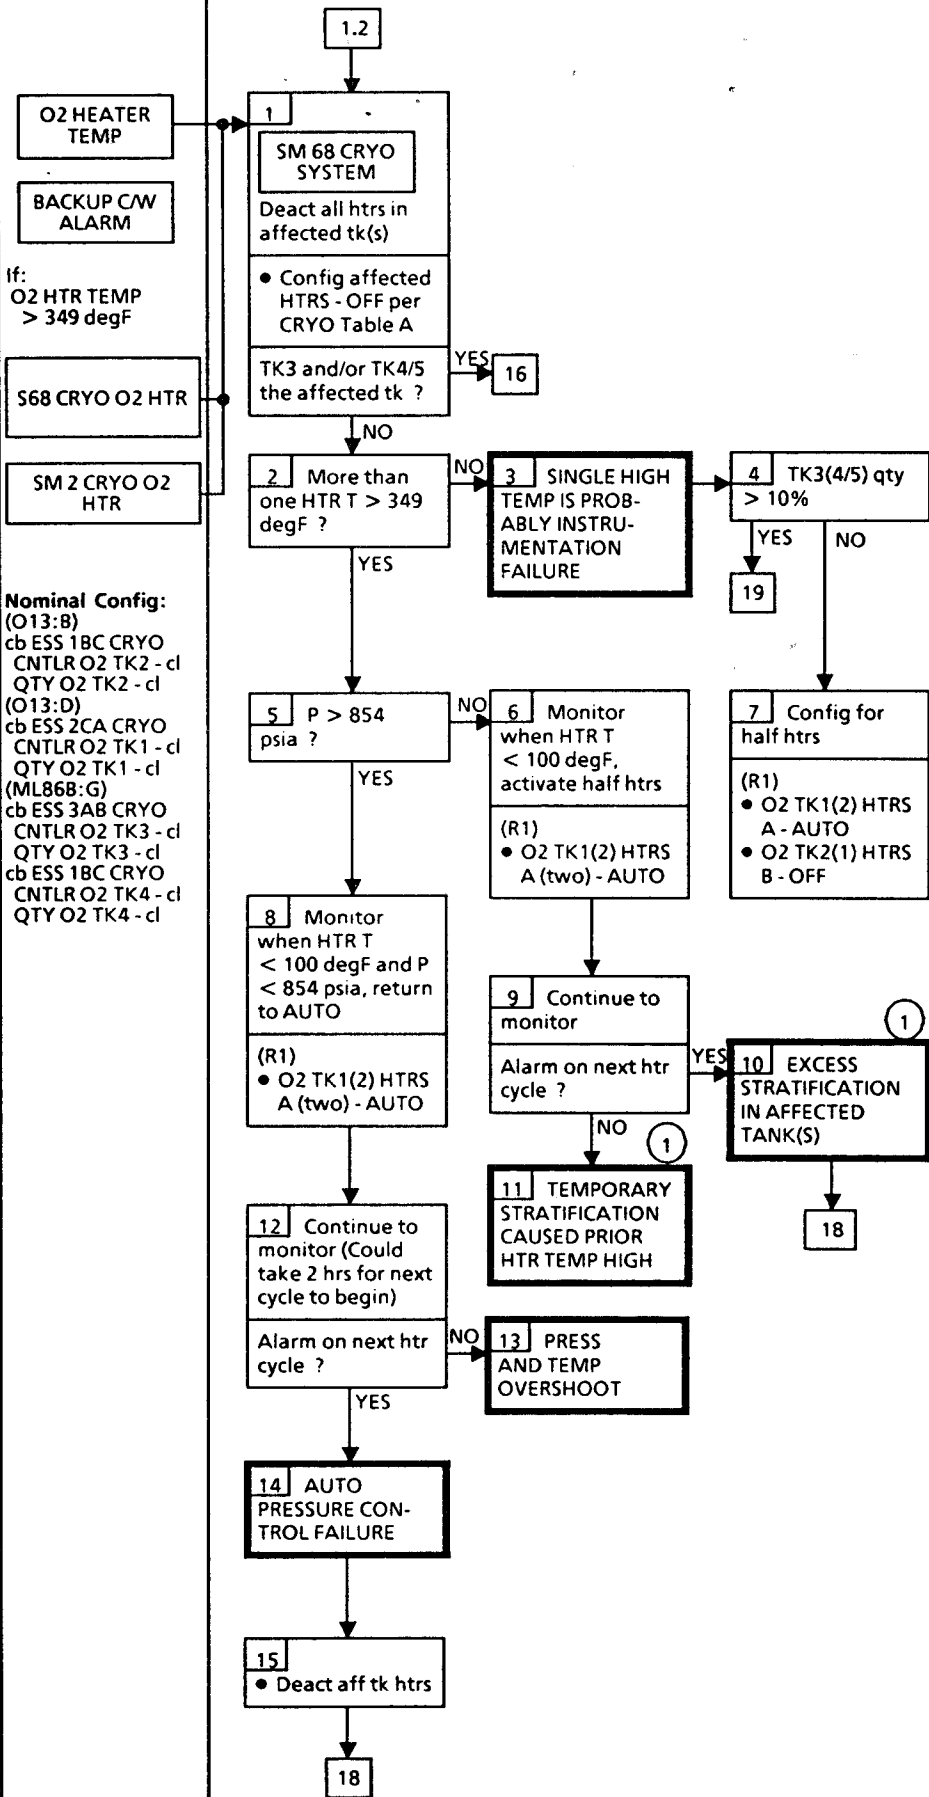 1.2
O2 HEATER
TEMP
BACKUP C/W
ALARM
If:
O2 HTR TEMP
> 349 degF
S68 CRYO O2 HTR
SM 2 CRYO O2
HTR
Nominal Config:
(O13:B)
cb ESS 1BC CRYO
CNTLR O2 TK2 - cl
QTY O2 TK2 - cl
(O13:D)
cb ESS 2CA CRYO
CNTLR O2 TK1 - cl
QTY O2 TK1 - cl
(ML86B:G)
cb ESS 3AB CRYO
CNTLR O2 TK3 - cl
QTY O2 TK3 - cl
cb ESS 1BC CRYO
CNTLR O2 TK4 - cl
QTY O2 TK4 - cl
1
SM 68 CRYO
SYSTEM
Deact all htrs in
affected tk(s)
● Config affected
HTRS - OFF per
CRYO Table A
TK3 and/or TK4/5
the affected tk ?
YES
16
NO
2 More than
one HTR T > 349
degF ?
NO
3 SINGLE HIGH
TEMP IS PROB-
ABLY INSTRU-
MENTATION
FAILURE
4 TK3(4/5) qty
> 10%
YES
NO
19
YES
5 P > 854
psia ?
NO
6 Monitor
when HTR T
< 100 degF,
activate half htrs
(R1)
● O2 TK1(2) HTRS
A (two) - AUTO
7 Config for
half htrs
(R1)
● O2 TK1(2) HTRS
A - AUTO
● O2 TK2(1) HTRS
B - OFF
YES
8 Monitor
when HTR T
< 100 degF and P
< 854 psia, return
to AUTO
(R1)
● O2 TK1(2) HTRS
A (two) - AUTO
9 Continue to
monitor
Alarm on next htr
cycle ?
YES
1
10 EXCESS
STRATIFICATION
IN AFFECTED
TANK(S)
18
NO
1
11 TEMPORARY
STRATIFICATION
CAUSED PRIOR
HTR TEMP HIGH
12 Continue to
monitor (Could
take 2 hrs for next
cycle to begin)
Alarm on next htr
cycle ?
NO
13 PRESS
AND TEMP
OVERSHOOT
YES
14 AUTO
PRESSURE CON-
TROL FAILURE
15
● Deact aff tk htrs
18